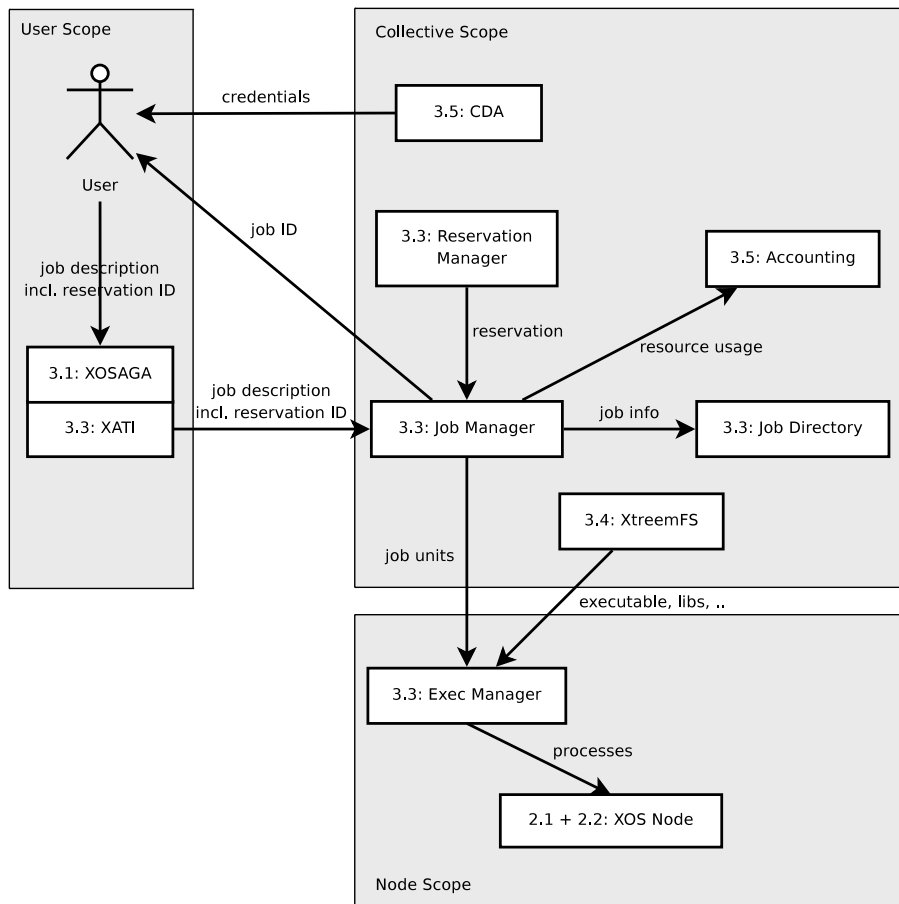 User Scope
Collective Scope
credentials
3.5: CDA
User
job ID
3.3: Reservation
Manager
3.5: Accounting
job description
incl. reservation ID
reservation
resource usage
3.1: XOSAGA
3.3: XATI
job description
incl. reservation ID
3.3: Job Manager
job info
3.3: Job Directory
3.4: XtreemFS
job units
executable, libs, ..
3.3: Exec Manager
processes
2.1 + 2.2: XOS Node
Node Scope